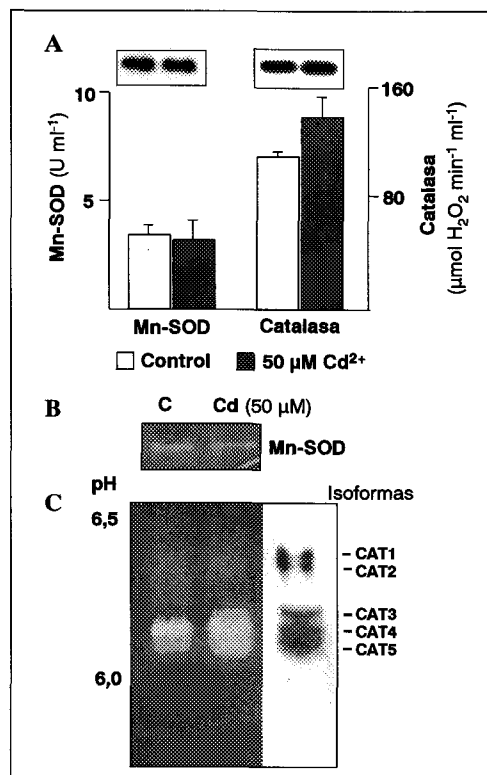 A
10
5
Mn-SOD (U ml⁻¹)
160
80
Catalasa
(µmol H₂O₂ min⁻¹ ml⁻¹)
Mn-SOD Catalasa
Control 50 µM Cd²⁺
B
C Cd (50 µM)
Mn-SOD
C
pH
Isoformas
6,5
CAT1
CAT2
CAT3
CAT4
CAT5
6,0